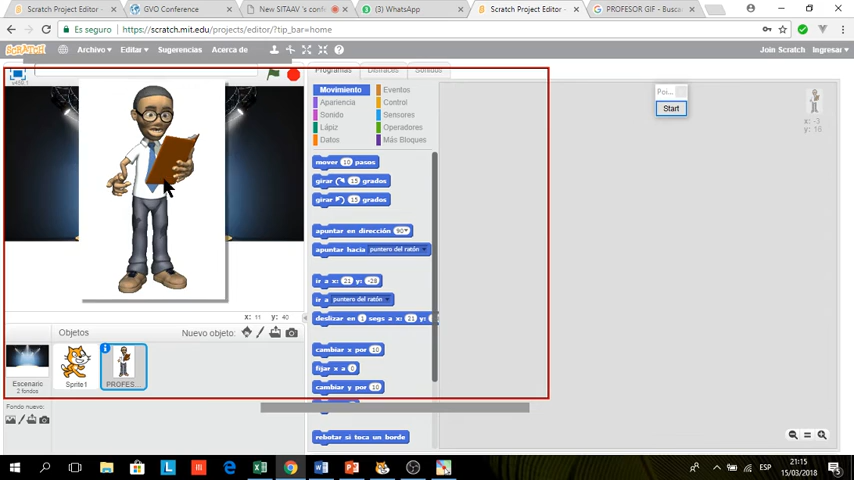 Scratch Project Editor -
GVO Conference
New SITAAV 's confe
(3) WhatsApp
Scratch Project Editor -
PROFESOR GIF - Busca
Es seguro | https://scratch.mit.edu/projects/editor/?tip_bar=home
SCRATCH
Archivo
Editar
Sugerencias
Acerca de
Join Scratch
Ingresar
Programas
Disfraces
Sonidos
Movimiento
Eventos
Apariencia
Control
Sonido
Sensores
Lápiz
Operadores
Datos
Más Bloques
mover 10 pasos
girar 15 grados
girar 15 grados
apuntar en dirección 90
apuntar hacia puntero del ratón
ir a x: 21 y: -28
ir a puntero del ratón
deslizar en 1 segs a x: 21 y:
cambiar x por 10
fijar x a 0
cambiar y por 10
rebotar si toca un borde
Poi...
Start
x: -3
y: 16
x: 11 y: 40
Objetos
Nuevo objeto:
Escenario
2 fondos
Sprite1
PROFES...
Fondo nuevo:
ESP
21:15
15/03/2018